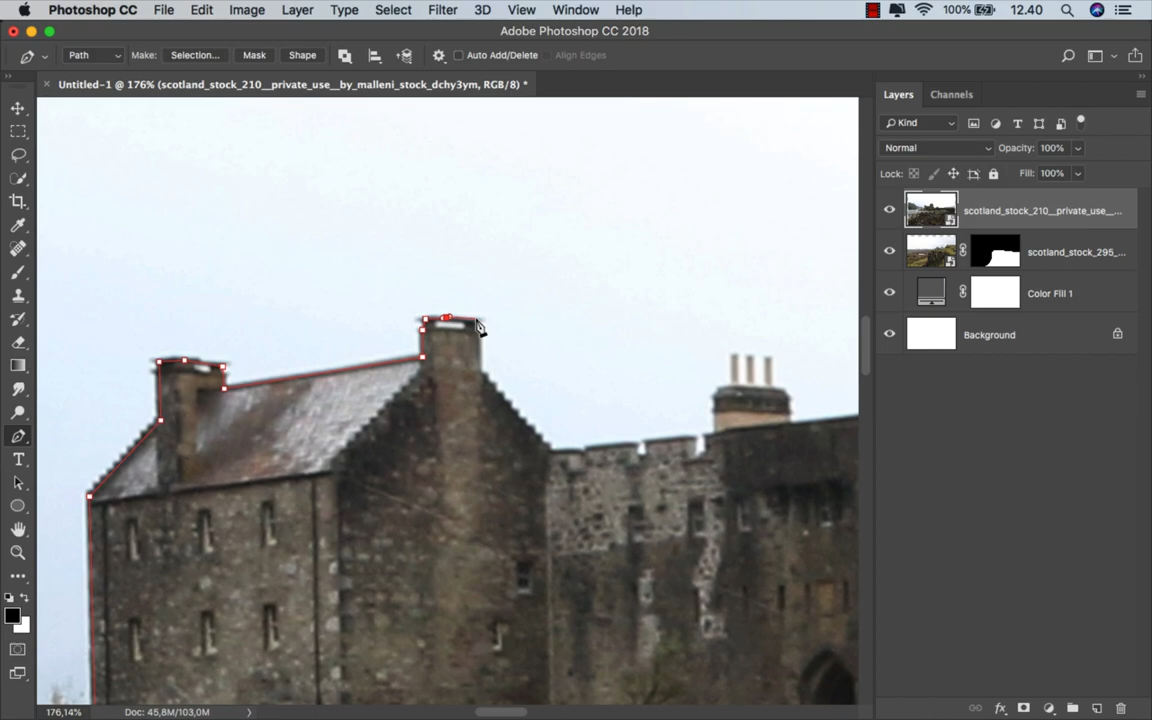 Photoshop CC File Edit Image Layer Type Select Filter 3D View Window Help 100% 12.40
Adobe Photoshop CC 2018
Path Make: Selection... Mask Shape Auto Add/Delete Align Edges
Untitled-1 @ 176% (scotland_stock_210__private_use__by_malleni_stock_dchy3ym, RGB/8) *
Layers Channels
Kind
Normal Opacity: 100%
Lock: Fill: 100%
scotland_stock_210__private_use__...
scotland_stock_295_...
Color Fill 1
Background
176,14% Doc: 45,8M/103,0M